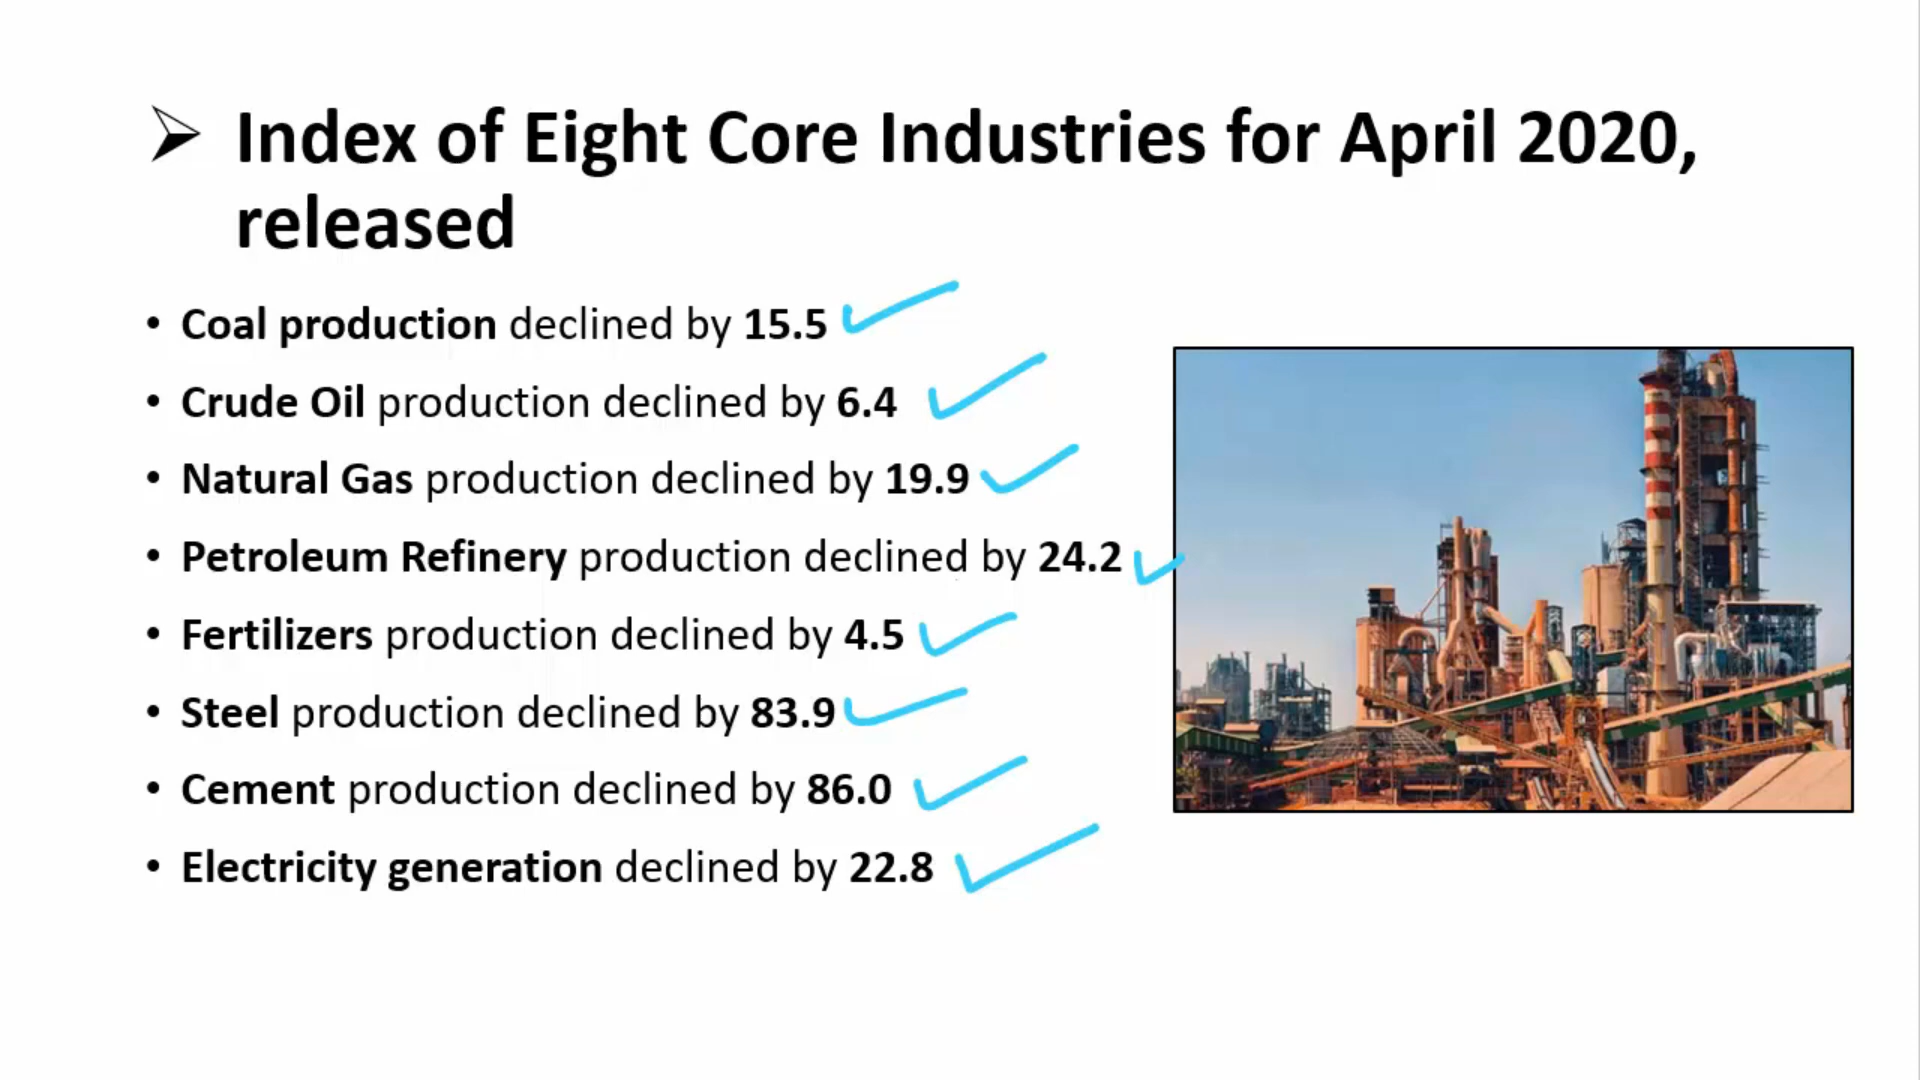 Index of Eight Core Industries for April 2020,
released
• Coal production declined by 15.5
• Crude Oil production declined by 6.4
• Natural Gas production declined by 19.9
• Petroleum Refinery production declined by 24.2
• Fertilizers production declined by 4.5
• Steel production declined by 83.9
• Cement production declined by 86.0
• Electricity generation declined by 22.8